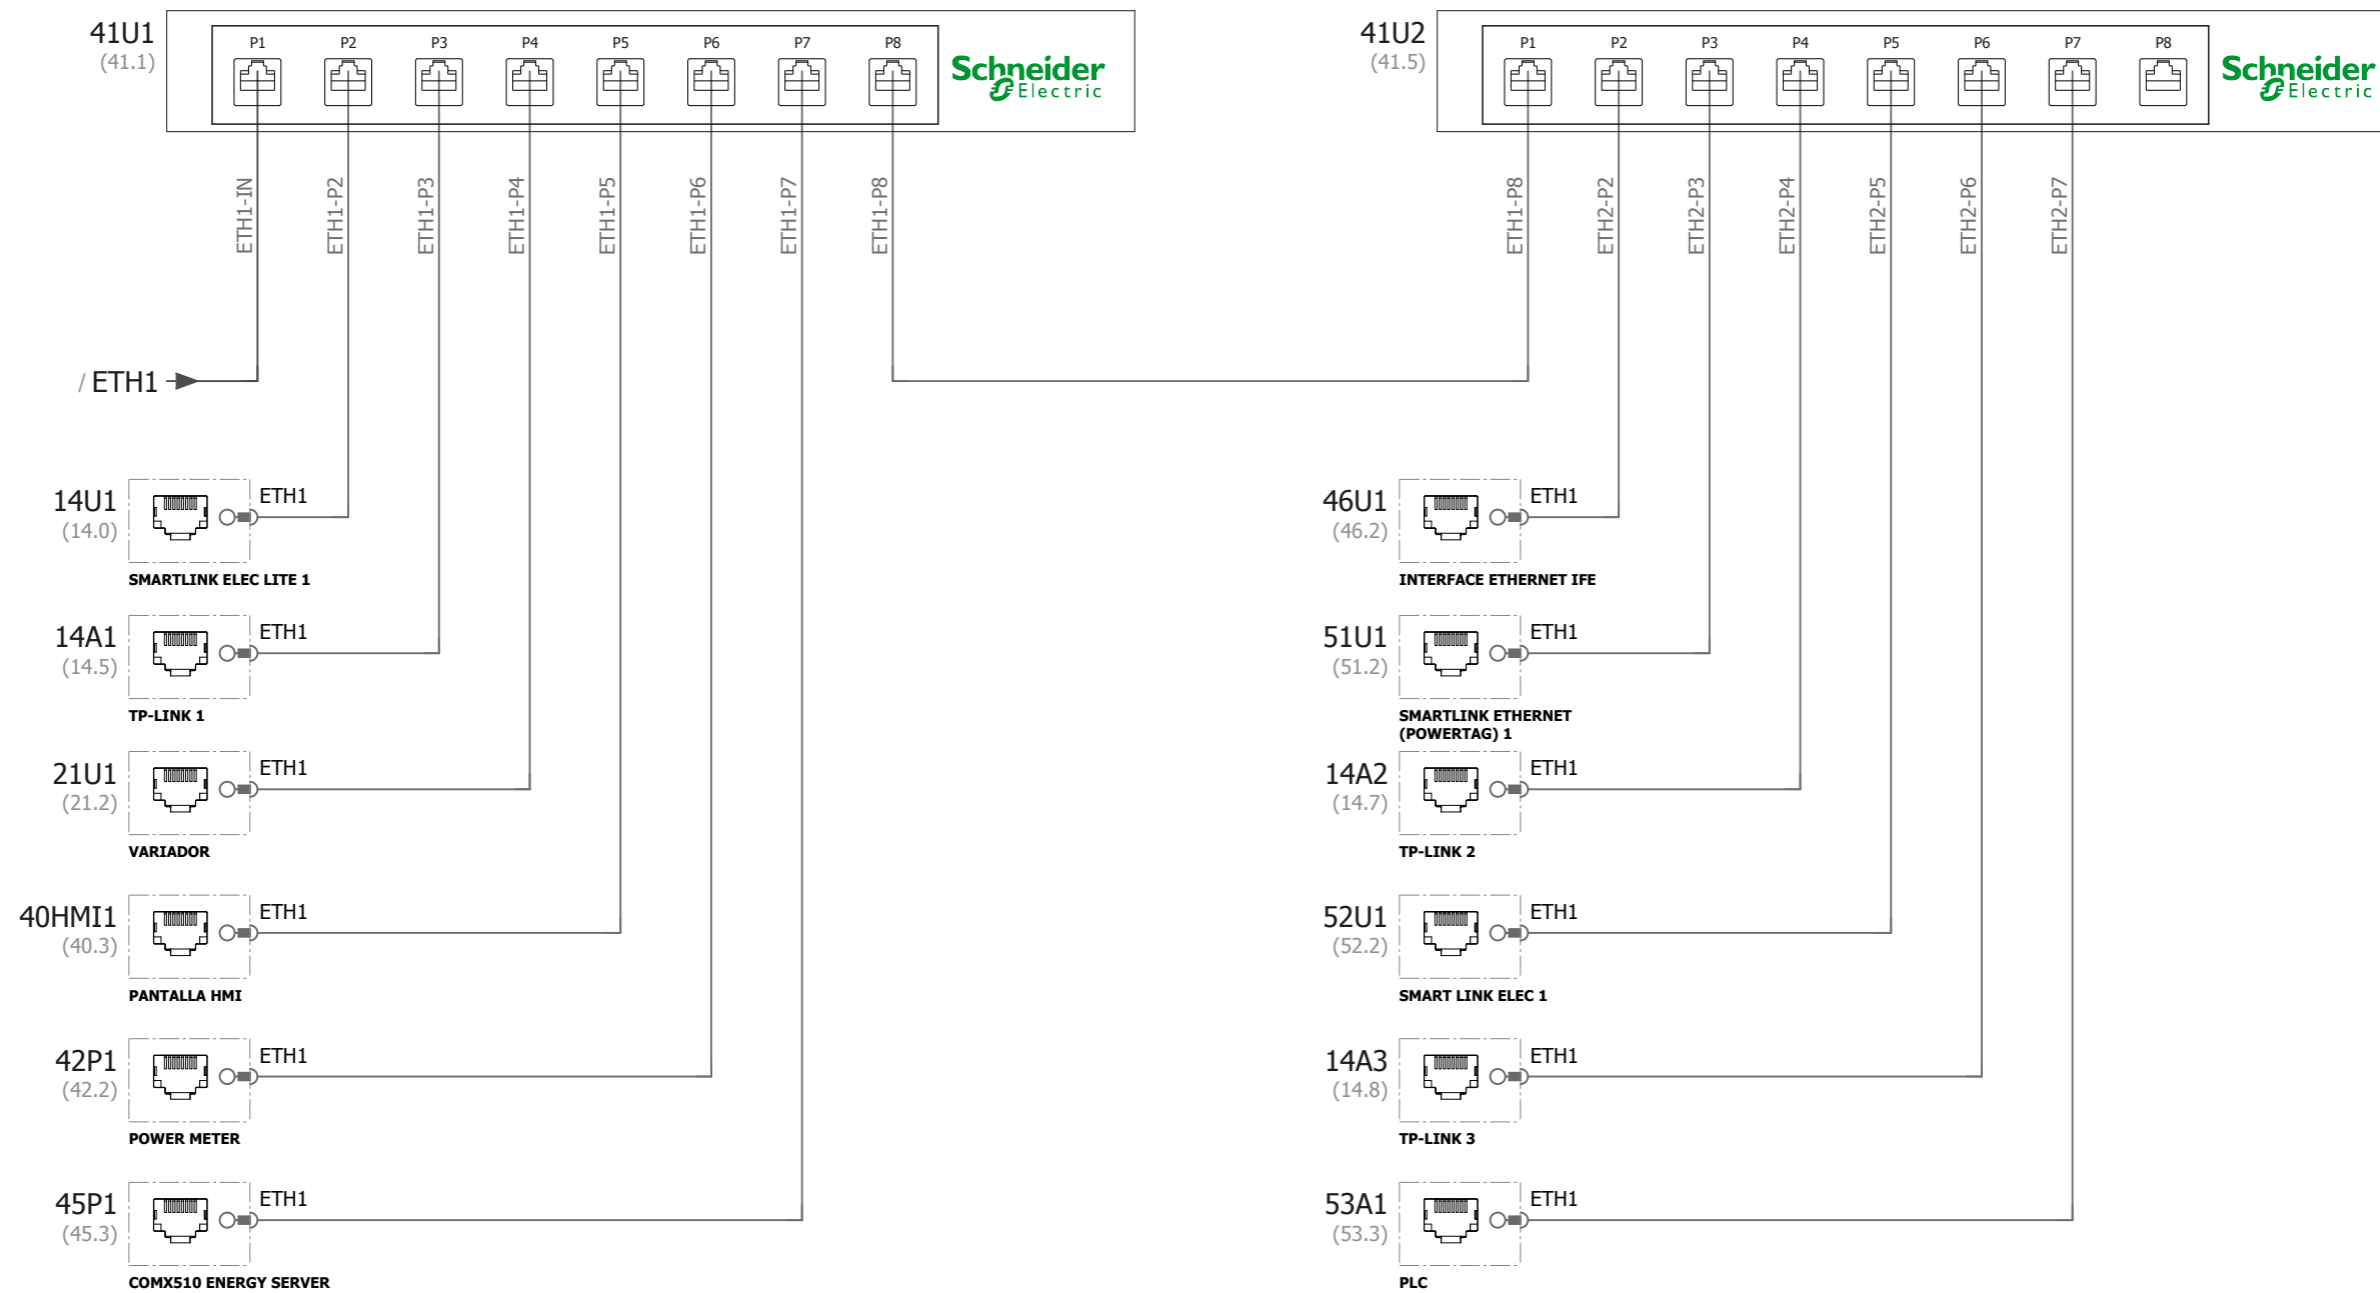 41U1
(41.1)
P1 P2 P3 P4 P5 P6 P7 P8
Schneider
Electric
ETH1-IN
ETH1-P2
ETH1-P3
ETH1-P4
ETH1-P5
ETH1-P6
ETH1-P7
ETH1-P8
/ ETH1
14U1
(14.0)
ETH1
SMARTLINK ELEC LITE 1
14A1
(14.5)
ETH1
TP-LINK 1
21U1
(21.2)
ETH1
VARIADOR
40HMI1
(40.3)
ETH1
PANTALLA HMI
42P1
(42.2)
ETH1
POWER METER
45P1
(45.3)
ETH1
COMX510 ENERGY SERVER
41U2
(41.5)
P1 P2 P3 P4 P5 P6 P7 P8
Schneider
Electric
ETH1-P8
ETH2-P2
ETH2-P3
ETH2-P4
ETH2-P5
ETH2-P6
ETH2-P7
46U1
(46.2)
ETH1
INTERFACE ETHERNET IFE
51U1
(51.2)
ETH1
SMARTLINK ETHERNET
(POWERTAG) 1
14A2
(14.7)
ETH1
TP-LINK 2
52U1
(52.2)
ETH1
SMART LINK ELEC 1
14A3
(14.8)
ETH1
TP-LINK 3
53A1
(53.3)
ETH1
PLC